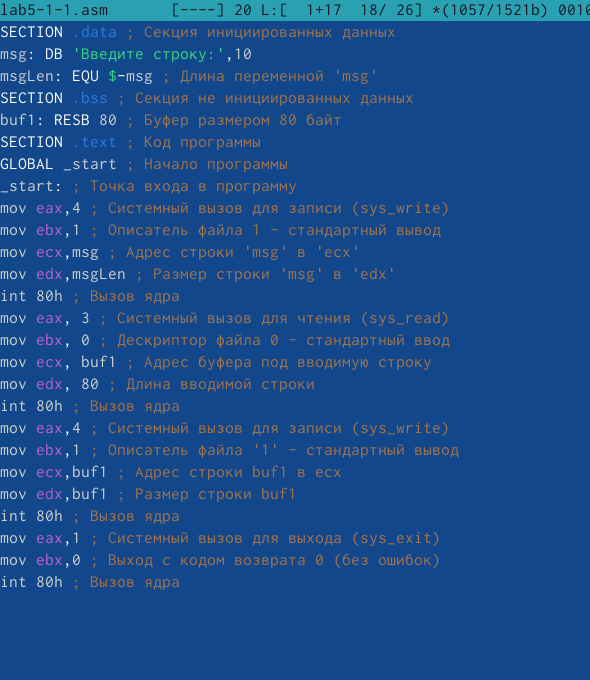 lab5-1-1.asm [----] 20 L:[ 1+17 18/ 26] *(1057/1521b) 0010
SECTION .data ; Секция инициированных данных
msg: DB 'Введите строку:',10
msgLen: EQU $-msg ; Длина переменной 'msg'
SECTION .bss ; Секция не инициированных данных
buf1: RESB 80 ; Буфер размером 80 байт
SECTION .text ; Код программы
GLOBAL _start ; Начало программы
_start: ; Точка входа в программу
mov eax,4 ; Системный вызов для записи (sys_write)
mov ebx,1 ; Описатель файла 1 - стандартный вывод
mov ecx,msg ; Адрес строки 'msg' в 'ecx'
mov edx,msgLen ; Размер строки 'msg' в 'edx'
int 80h ; Вызов ядра
mov eax, 3 ; Системный вызов для чтения (sys_read)
mov ebx, 0 ; Дескриптор файла 0 - стандартный ввод
mov ecx, buf1 ; Адрес буфера под вводимую строку
mov edx, 80 ; Длина вводимой строки
int 80h ; Вызов ядра
mov eax,4 ; Системный вызов для записи (sys_write)
mov ebx,1 ; Описатель файла '1' - стандартный вывод
mov ecx,buf1 ; Адрес строки buf1 в ecx
mov edx,buf1 ; Размер строки buf1
int 80h ; Вызов ядра
mov eax,1 ; Системный вызов для выхода (sys_exit)
mov ebx,0 ; Выход с кодом возврата 0 (без ошибок)
int 80h ; Вызов ядра